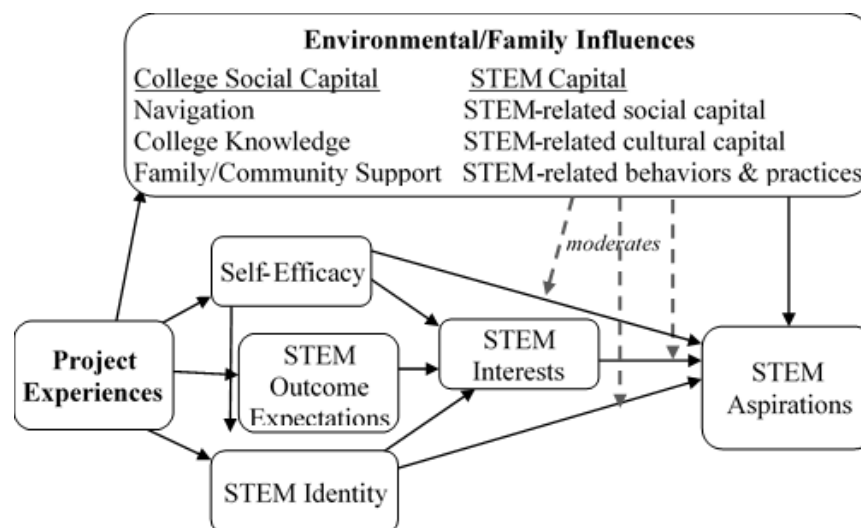 Environmental/Family Influences
College Social Capital STEM Capital
Navigation STEM-related social capital
College Knowledge STEM-related cultural capital
Family/Community Support STEM-related behaviors & practices
moderates
Self-Efficacy
Project
Experiences
STEM
Outcome
Expectations
STEM
Interests
STEM
Aspirations
STEM Identity